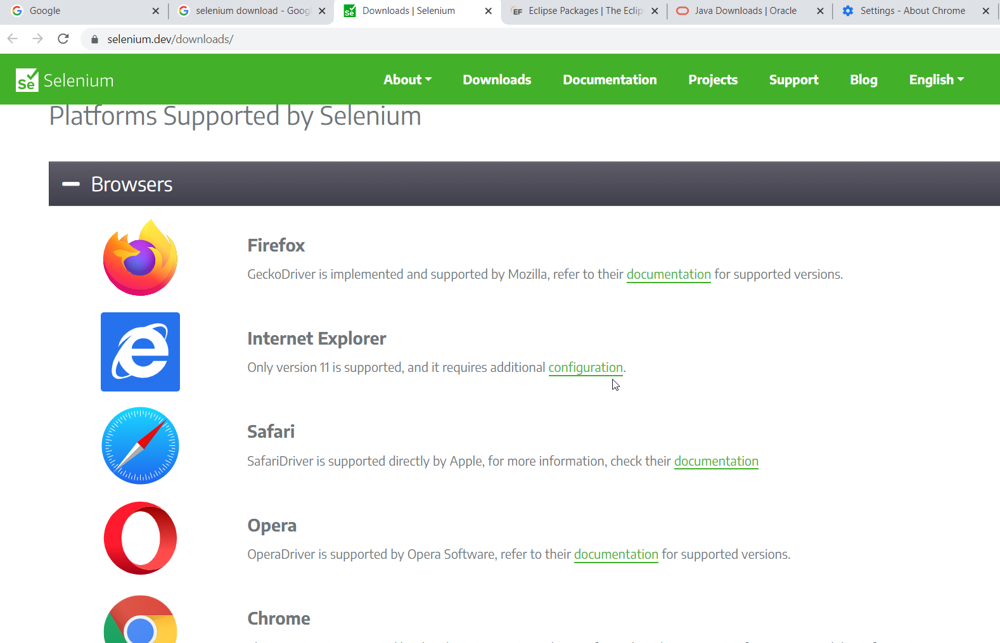 Google
selenium download - Goog
Downloads | Selenium
Eclipse Packages | The Eclip
Java Downloads | Oracle
Settings - About Chrome
selenium.dev/downloads/
Se Selenium
About
Downloads
Documentation
Projects
Support
Blog
English
Platforms Supported by Selenium
Browsers
Firefox
GeckoDriver is implemented and supported by Mozilla, refer to their documentation for supported versions.
Internet Explorer
Only version 11 is supported, and it requires additional configuration.
Safari
SafariDriver is supported directly by Apple, for more information, check their documentation
Opera
OperaDriver is supported by Opera Software, refer to their documentation for supported versions.
Chrome